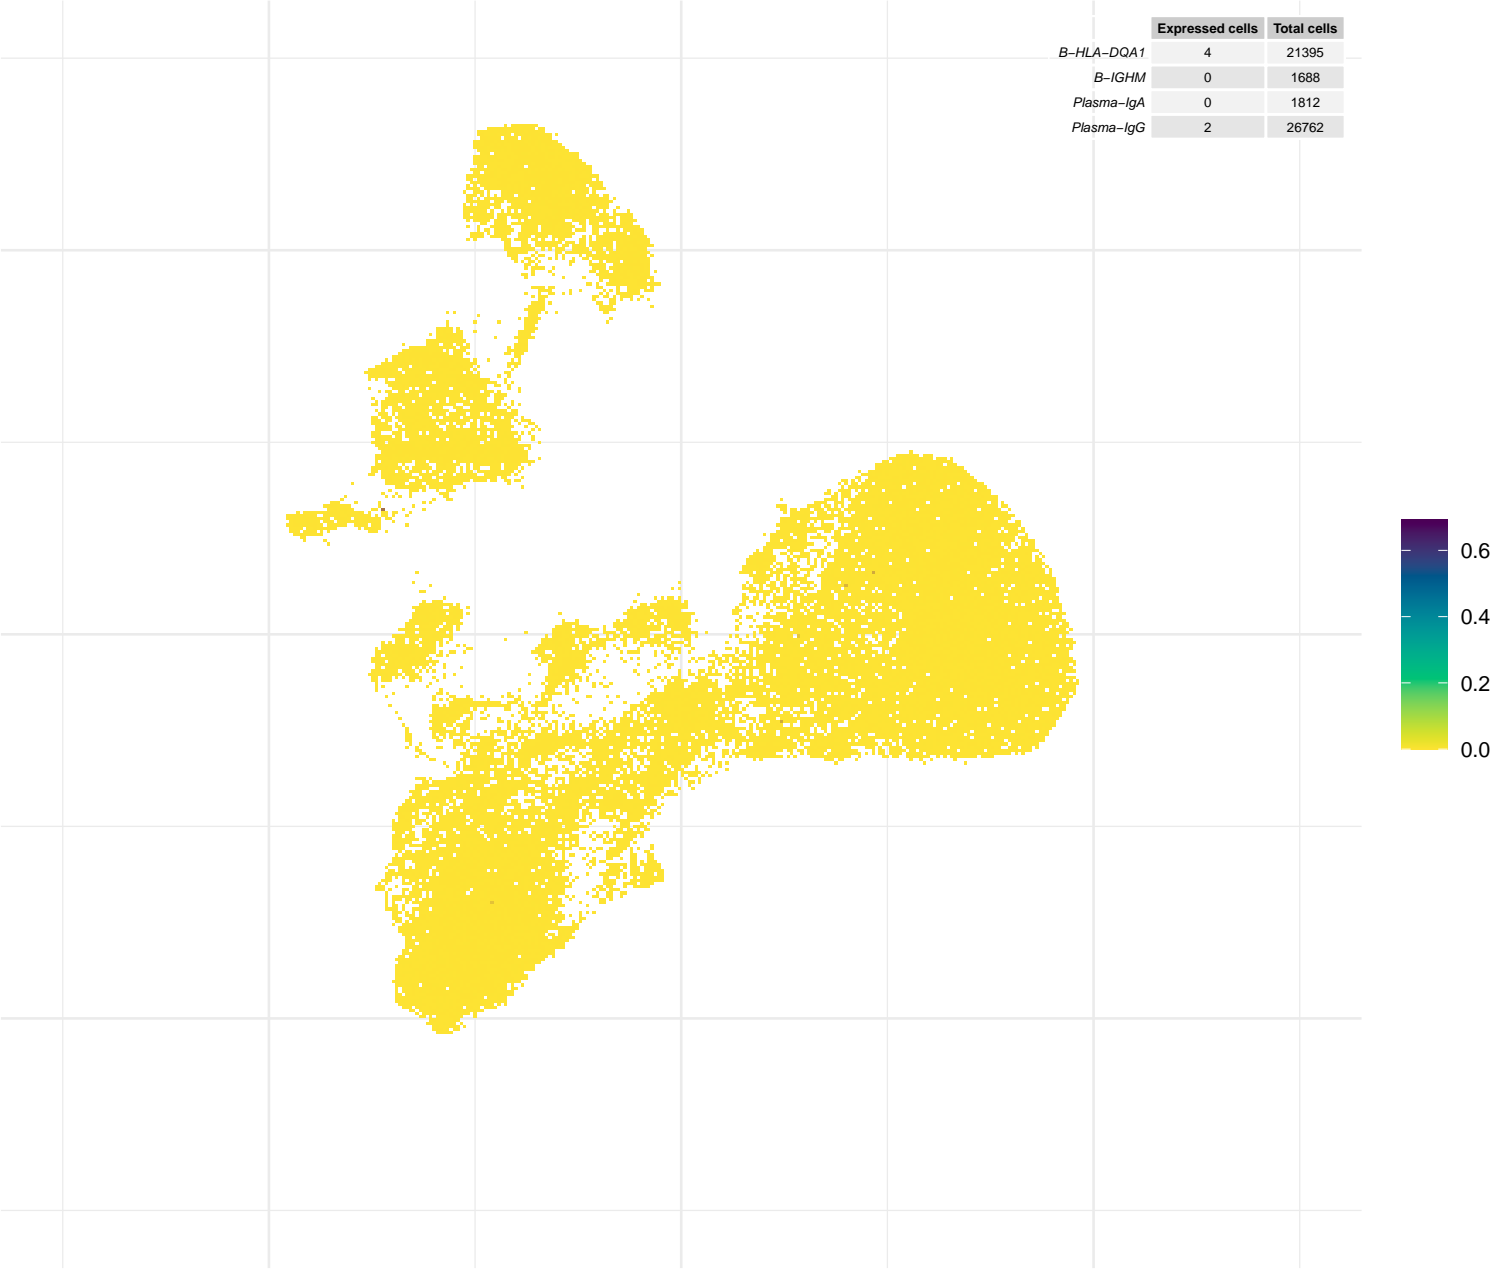 Expressed cells Total cells
B−HLA−DQA1 4 21395
B−IGHM 0 1688
Plasma−IgA 0 1812
Plasma−IgG 2 26762
0.6
0.4
0.2
0.0